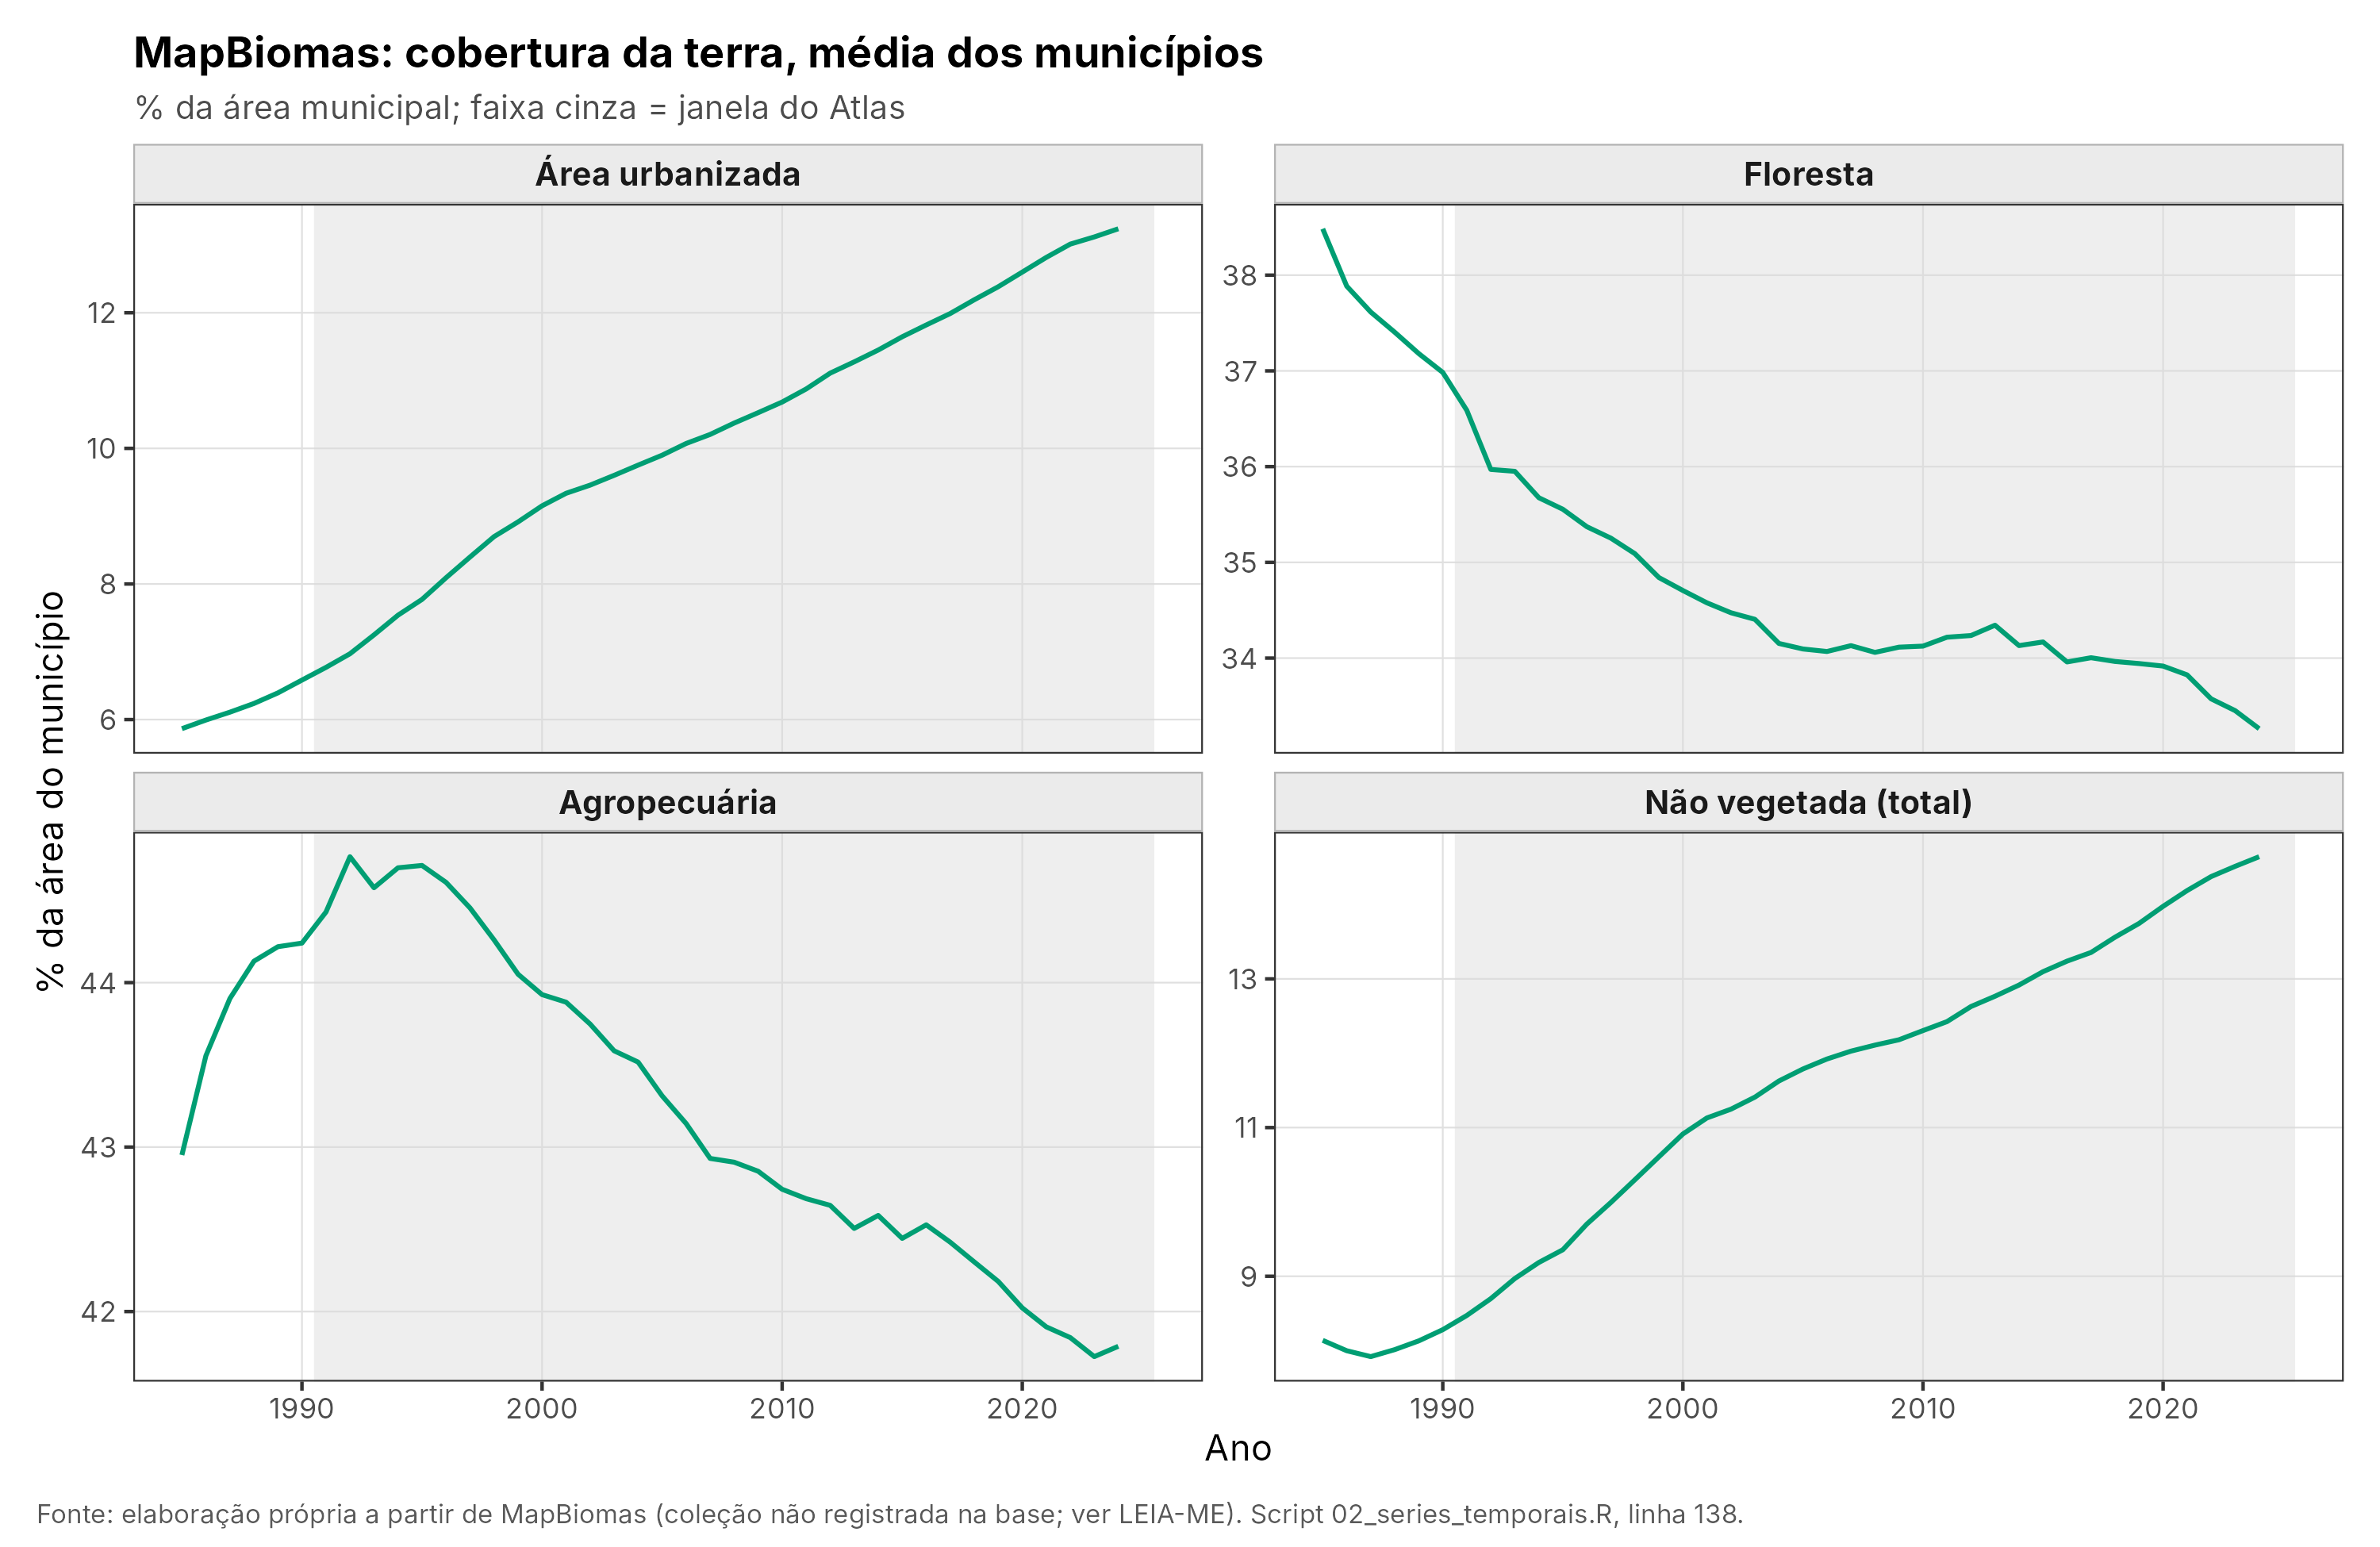 MapBiomas: cobertura da terra, média dos municípios
% da área municipal; faixa cinza = janela do Atlas
Área urbanizada
Floresta
12
10
8
6
38
37
36
35
34
% da área do município
Agropecuária
Não vegetada (total)
44
43
42
13
11
9
1990
2000
2010
2020
1990
2000
2010
2020
Ano
Fonte: elaboração própria a partir de MapBiomas (coleção não registrada na base; ver LEIA-ME). Script 02_series_temporais.R, linha 138.